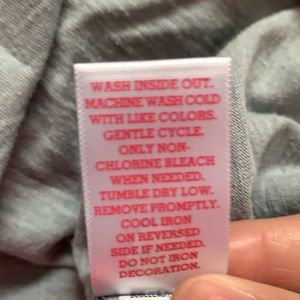 WASH INSIDE OUT.
MACHINE WASH COLD
WITH LIKE COLORS.
GENTLE CYCLE.
ONLY NON-
CHLORINE BLEACH
WHEN NEEDED.
TUMBLE DRY LOW.
REMOVE PROMPTLY.
COOL IRON
ON REVERSED
SIDE IF NEEDED.
DO NOT IRON
DECORATION.